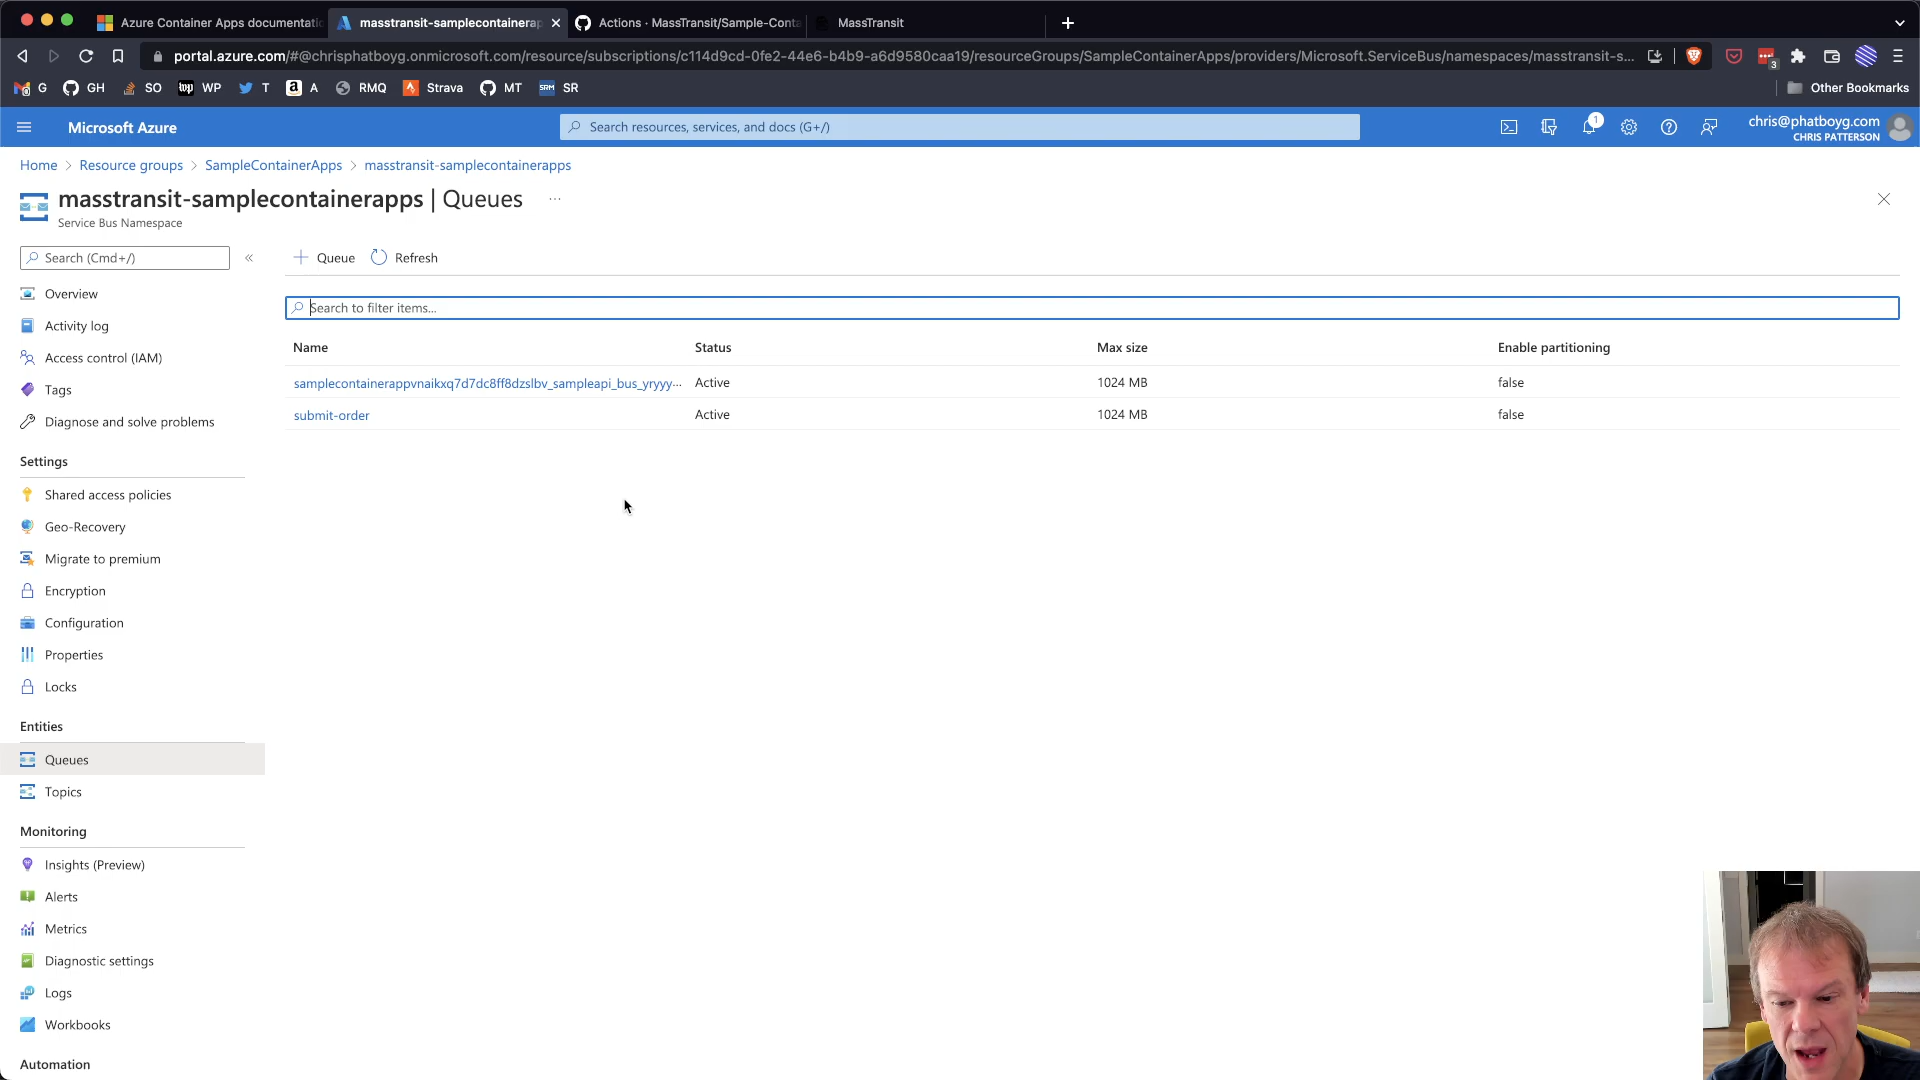 Azure Container Apps documentatic
masstransit-samplecontainerap
Actions · MassTransit/Sample-Conta
MassTransit
portal.azure.com/#@chrisphatboyg.onmicrosoft.com/resource/subscriptions/c114d9cd-0fe2-44e6-b4b9-a6d9580caa19/resourceGroups/SampleContainerApps/providers/Microsoft.ServiceBus/namespaces/masstransit-s...
3
G
GH
SO
WP
T
A
RMQ
Strava
MT
SR
Other Bookmarks
Microsoft Azure
Search resources, services, and docs (G+/)
1
chris@phatboyg.com
CHRIS PATTERSON
Home > Resource groups > SampleContainerApps > masstransit-samplecontainerapps
masstransit-samplecontainerapps | Queues ...
Service Bus Namespace
Search (Cmd+/)
«
Queue
Refresh
Overview
Activity log
Access control (IAM)
Tags
Diagnose and solve problems
Settings
Shared access policies
Geo-Recovery
Migrate to premium
Encryption
Configuration
Properties
Locks
Entities
Queues
Topics
Monitoring
Insights (Preview)
Alerts
Metrics
Diagnostic settings
Logs
Workbooks
Automation
Search to filter items...
Name Status Max size Enable partitioning
samplecontainerappvnaikxq7d7dc8ff8dzslbv_sampleapi_bus_yryyy... Active 1024 MB false
submit-order Active 1024 MB false